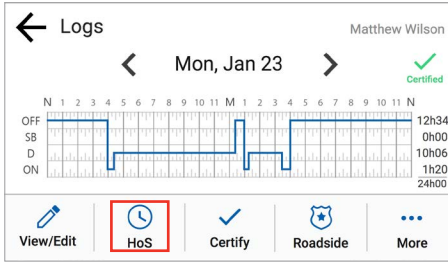 Logs
Matthew Wilson
Mon, Jan 23
Certified
N 1 2 3 4 5 6 7 8 9 10 11 M 1 2 3 4 5 6 7 8 9 10 11 N
OFF 12h34
SB 0h00
D 10h06
ON 1h20
24h00
View/Edit HoS Certify Roadside More